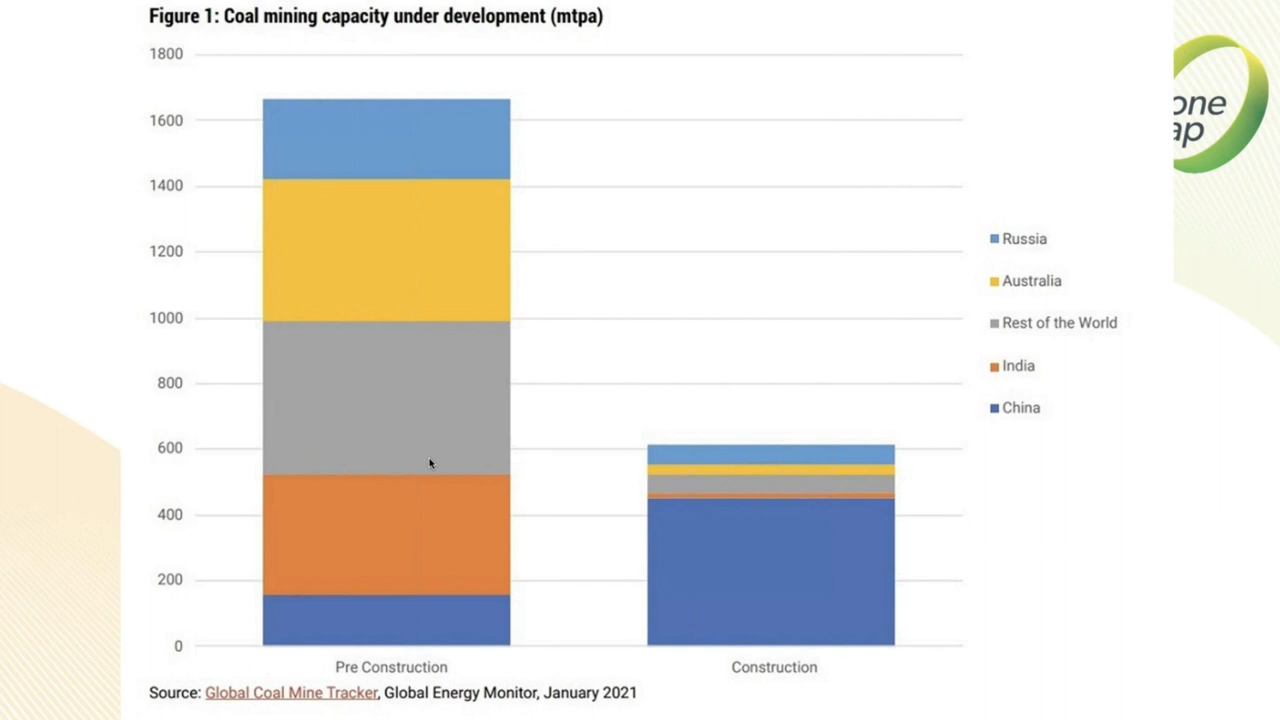 Figure 1: Coal mining capacity under development (mtpa)
1800
1600
1400
1200
1000
800
600
400
200
0
Pre Construction
Construction
Russia
Australia
Rest of the World
India
China
one
ap
Source: Global Coal Mine Tracker, Global Energy Monitor, January 2021